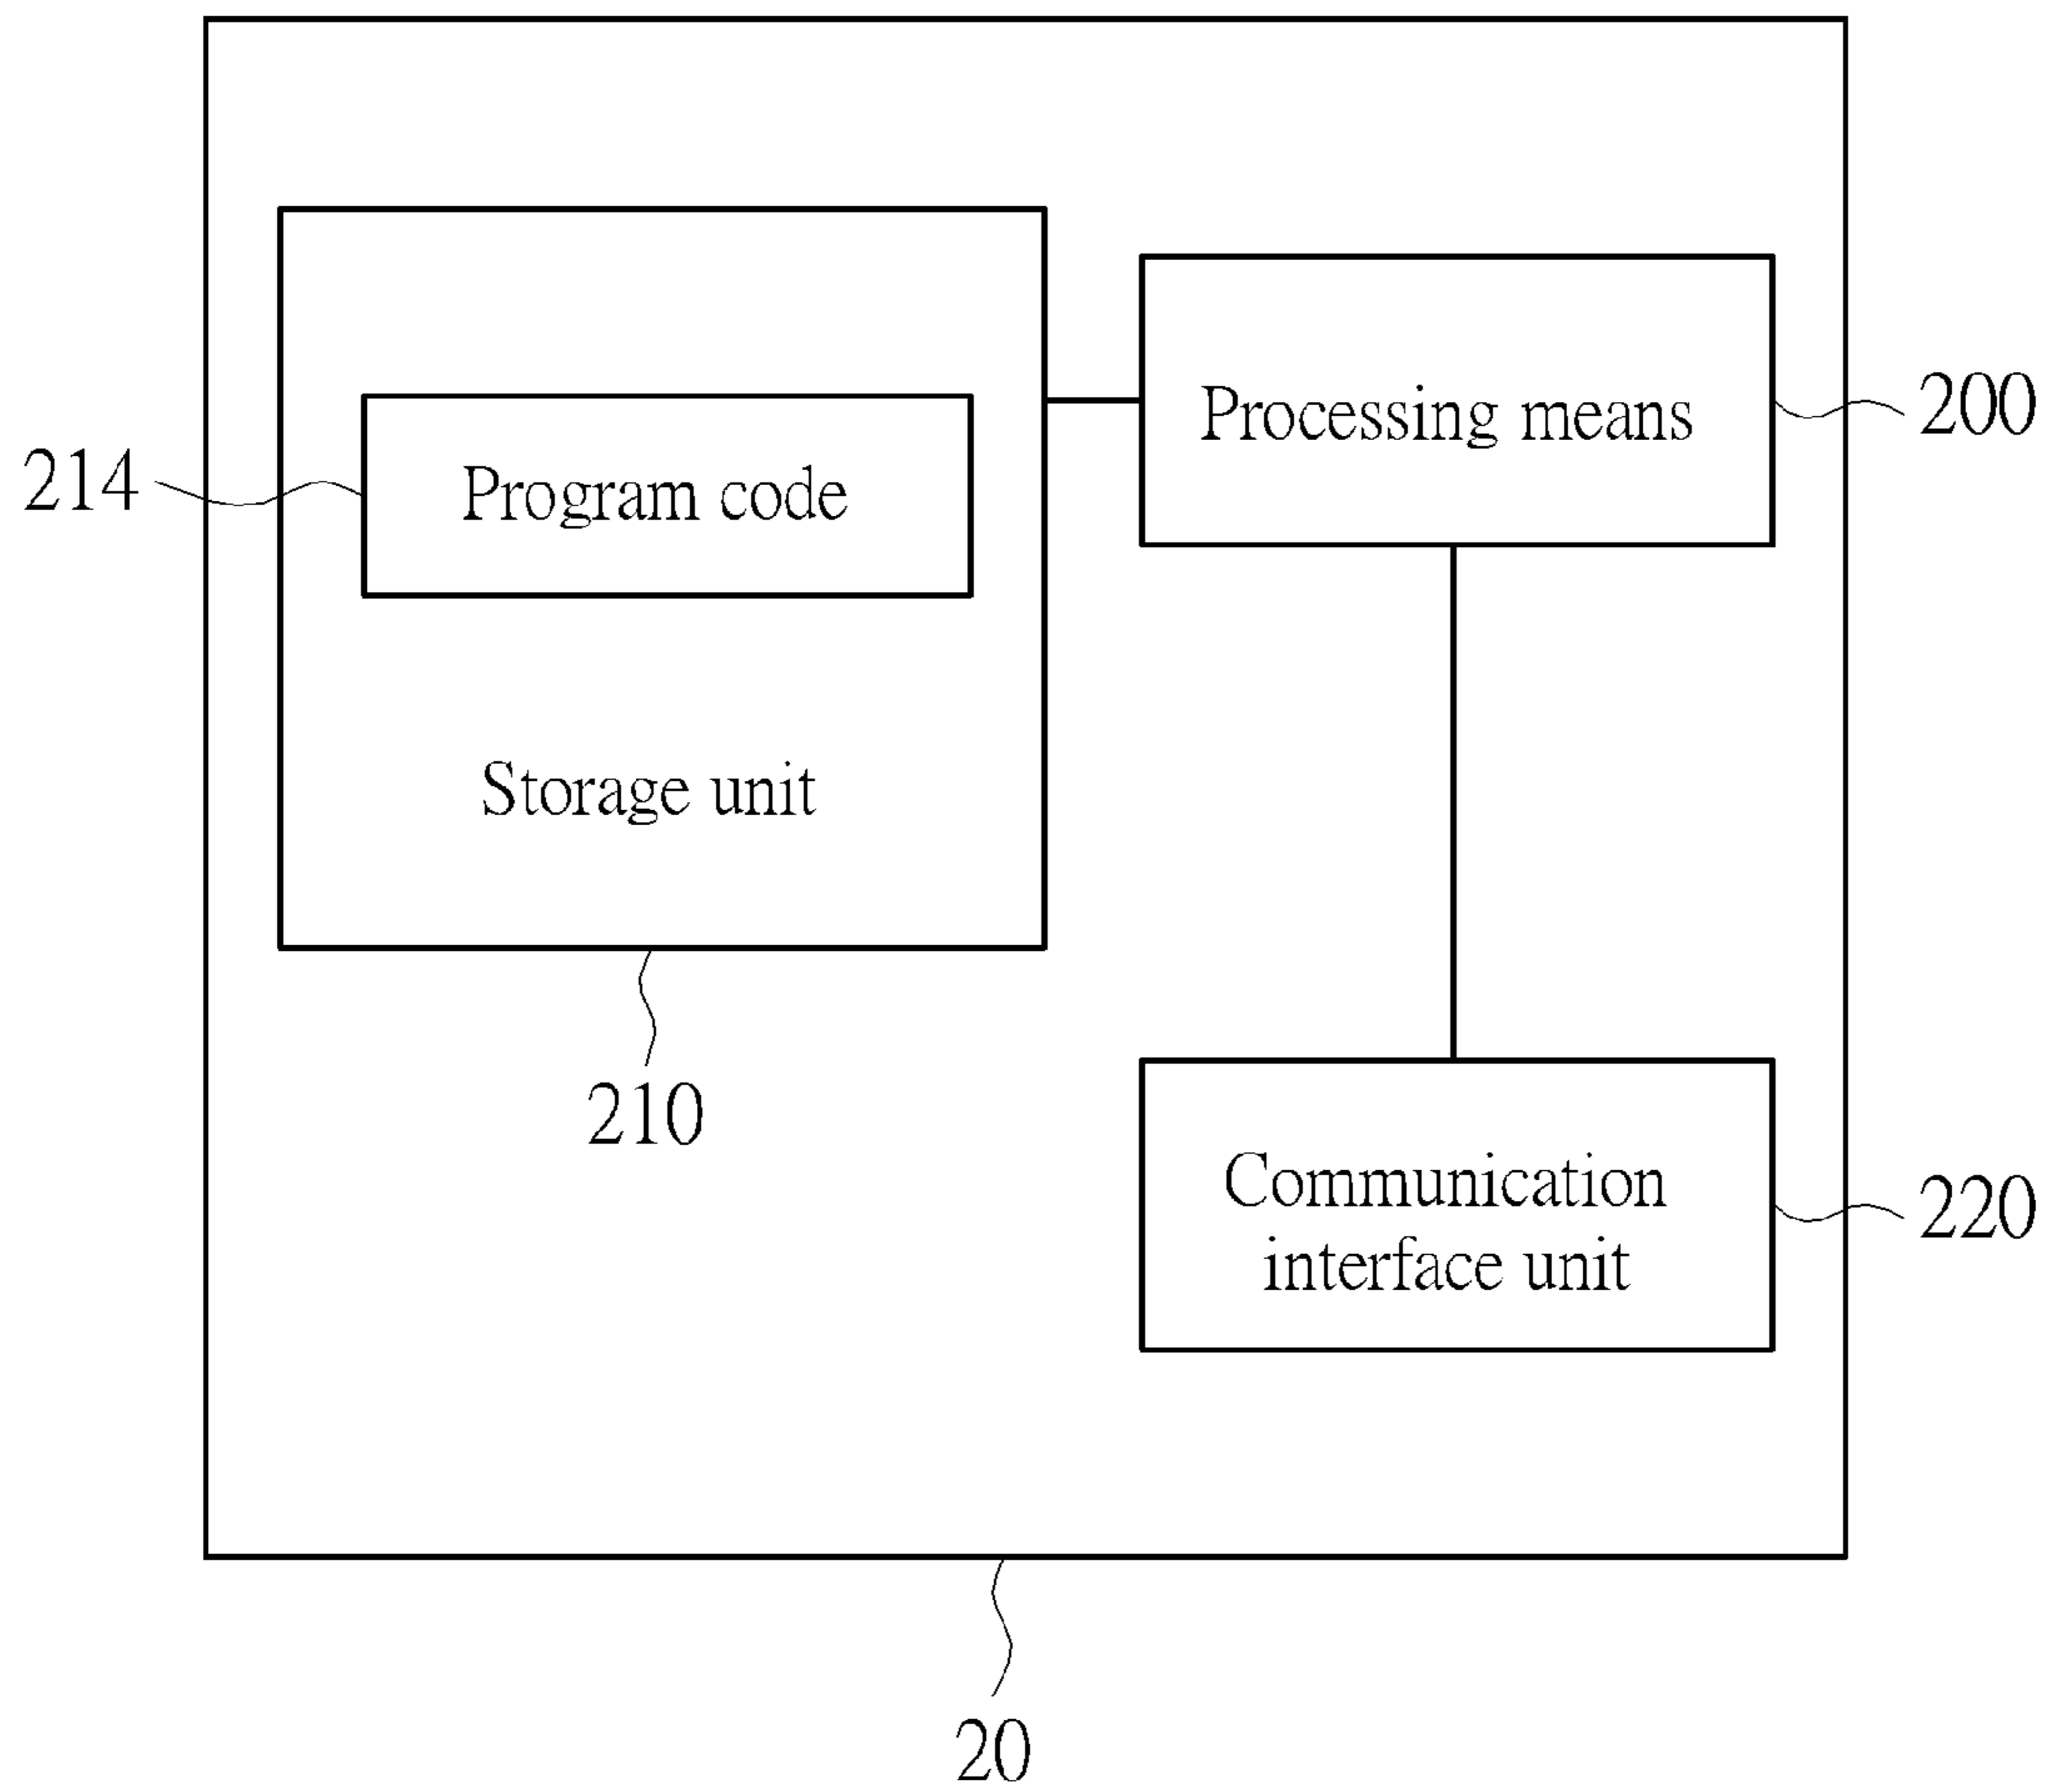 Processing means
200
214
Program code
Storage unit
210
Communication
interface unit
220
20